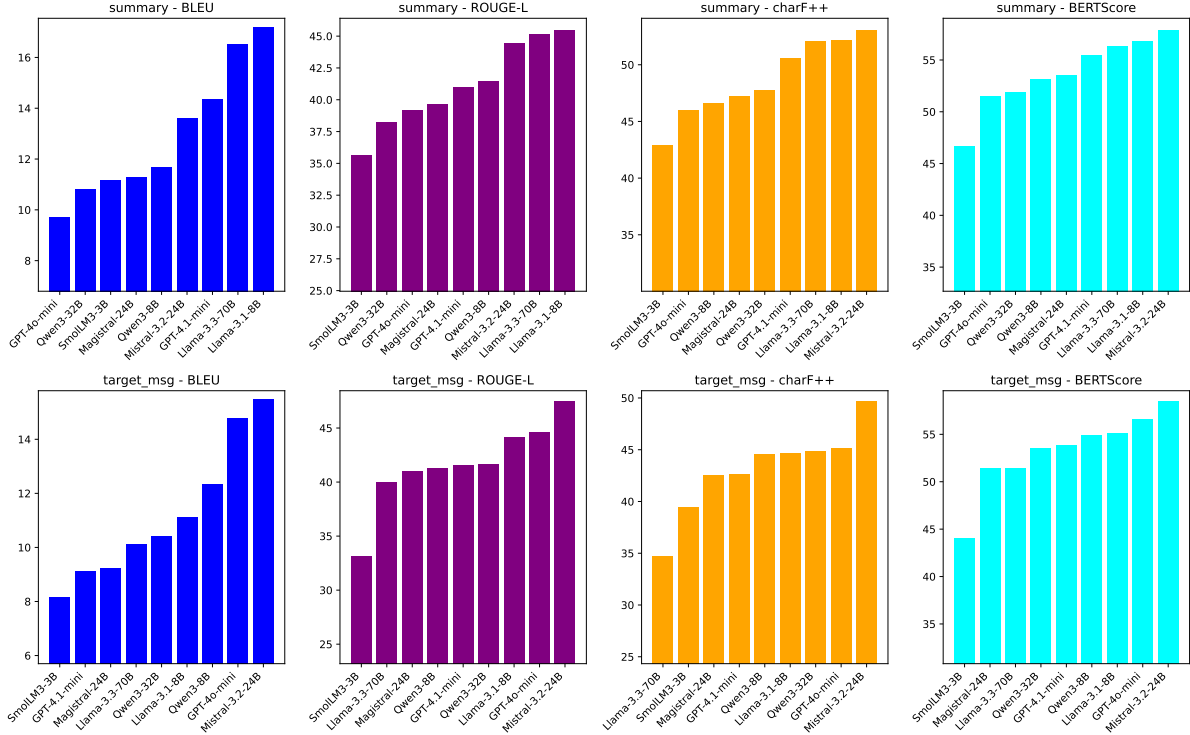 summary - BLEU
16
14
12
10
8
GPT-4o-mini
Qwen3-32B
SmolLM3-3B
Magistral-24B
Qwen3-8B
Mistral-3.2-24B
GPT-4.1-mini
Llama-3.3-70B
Llama-3.1-8B
summary - ROUGE-L
45.0
42.5
40.0
37.5
35.0
32.5
30.0
27.5
25.0
SmolLM3-3B
Qwen3-32B
GPT-4o-mini
Magistral-24B
GPT-4.1-mini
Qwen3-8B
Mistral-3.2-24B
Llama-3.3-70B
Llama-3.1-8B
summary - charF++
50
45
40
35
SmolLM3-3B
GPT-4o-mini
Qwen3-8B
Magistral-24B
Qwen3-32B
GPT-4.1-mini
Llama-3.3-70B
Llama-3.1-8B
Mistral-3.2-24B
summary - BERTScore
55
50
45
40
35
SmolLM3-3B
GPT-4o-mini
Qwen3-32B
Qwen3-8B
Magistral-24B
GPT-4.1-mini
Llama-3.3-70B
Llama-3.1-8B
Mistral-3.2-24B
target_msg - BLEU
14
12
10
8
6
SmolLM3-3B
GPT-4.1-mini
Magistral-24B
Llama-3.3-70B
Qwen3-32B
Llama-3.1-8B
Qwen3-8B
GPT-4o-mini
Mistral-3.2-24B
target_msg - ROUGE-L
45
40
35
30
25
SmolLM3-3B
Llama-3.3-70B
Magistral-24B
Qwen3-8B
GPT-4.1-mini
Qwen3-32B
Llama-3.1-8B
GPT-4o-mini
Mistral-3.2-24B
target_msg - charF++
50
45
40
35
30
25
Llama-3.3-70B
SmolLM3-3B
Magistral-24B
GPT-4.1-mini
Qwen3-8B
Llama-3.1-8B
Qwen3-32B
GPT-4o-mini
Mistral-3.2-24B
target_msg - BERTScore
55
50
45
40
35
SmolLM3-3B
Magistral-24B
Llama-3.3-70B
Qwen3-32B
GPT-4.1-mini
Qwen3-8B
Llama-3.1-8B
GPT-4o-mini
Mistral-3.2-24B